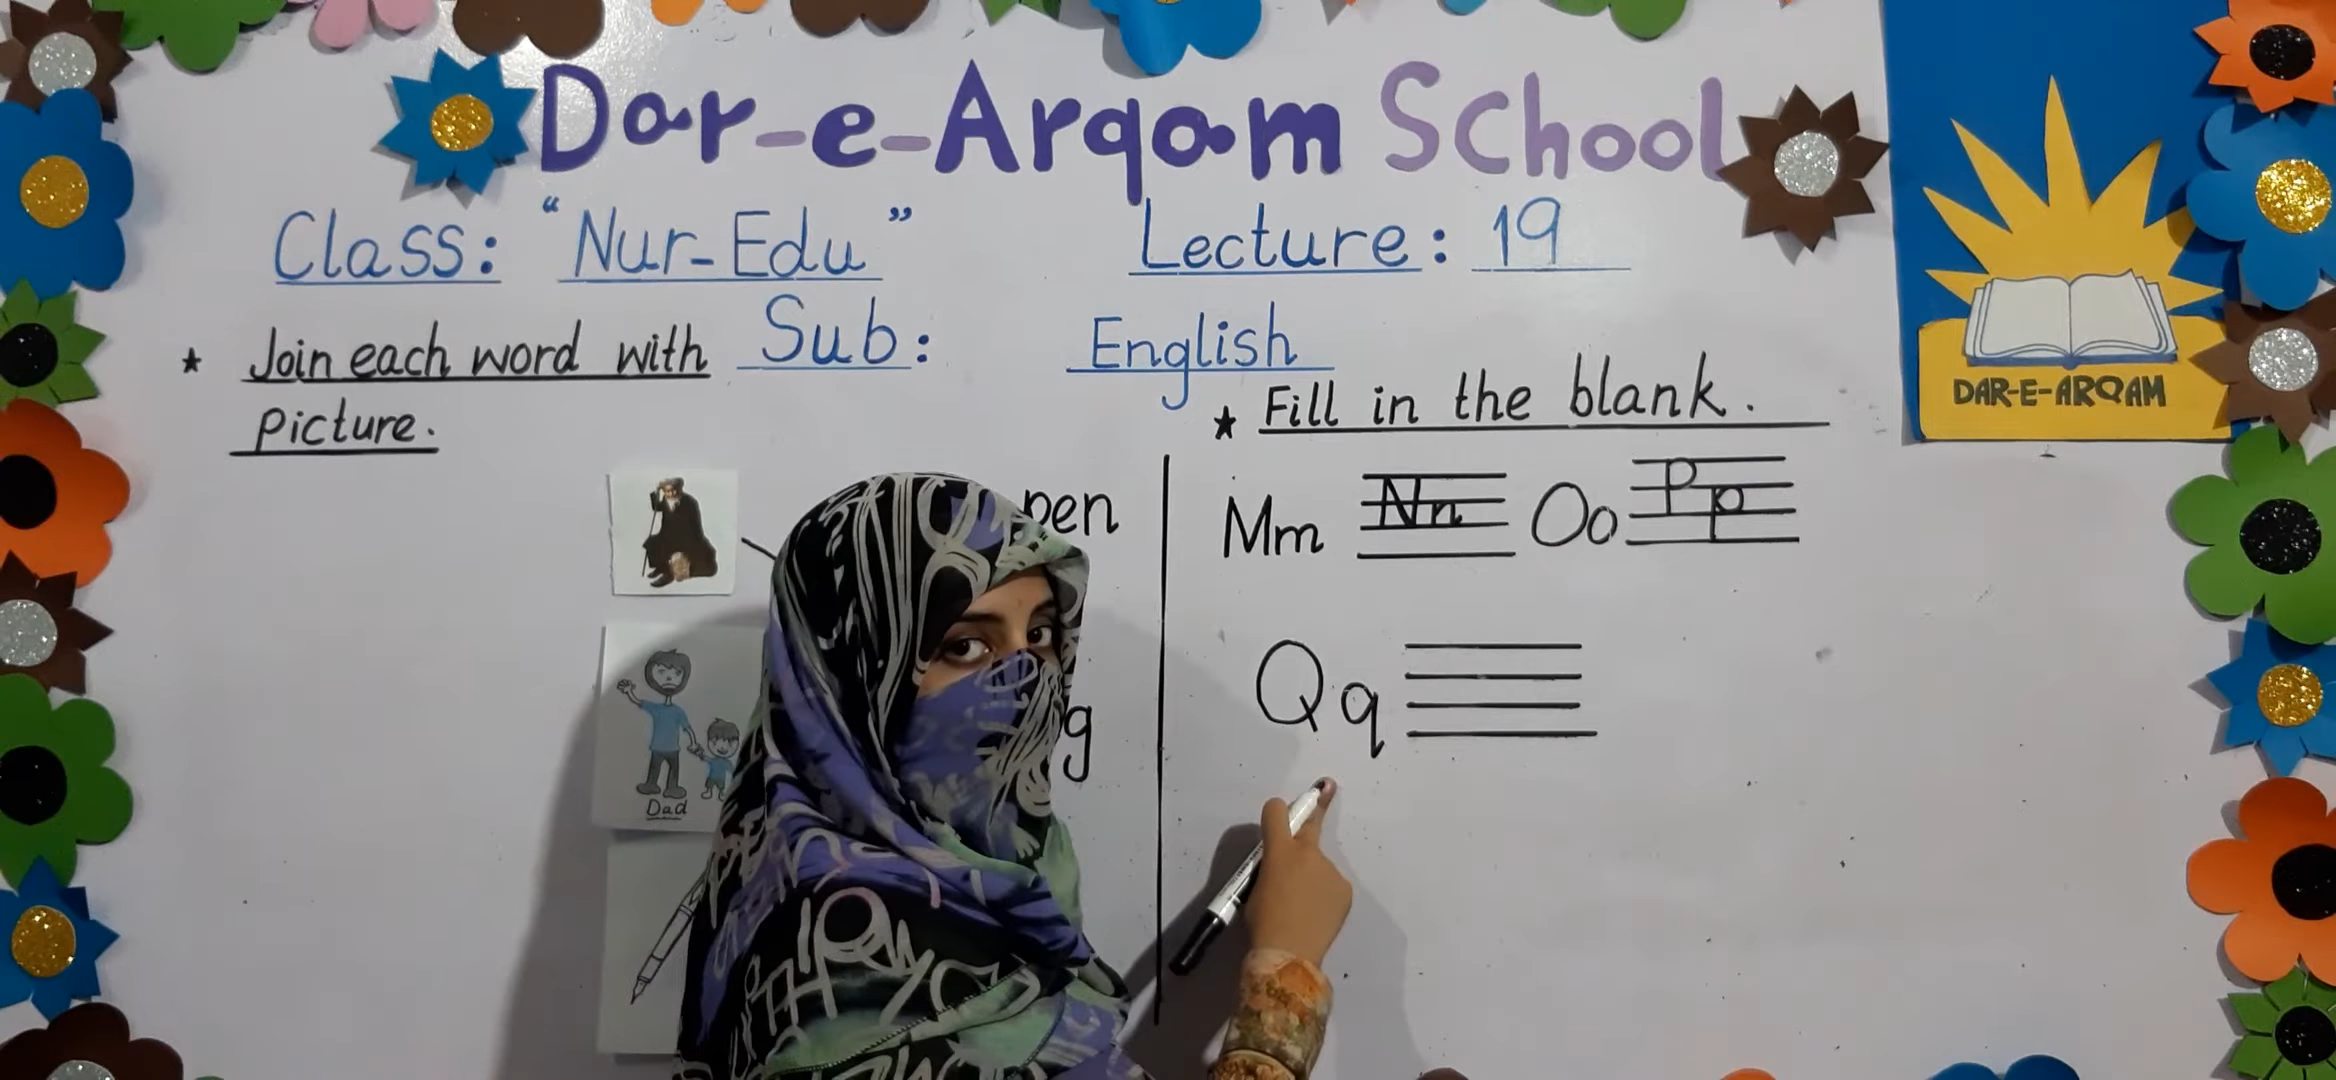 Dar-e-Arqam School
Class: "Nur-Edu" Lecture: 19
Sub: English
★ Join each word with
picture.
★ Fill in the blank.
pen
Mm Nn Oo Pp
Qq
g
Dad
DAR-E-ARQAM